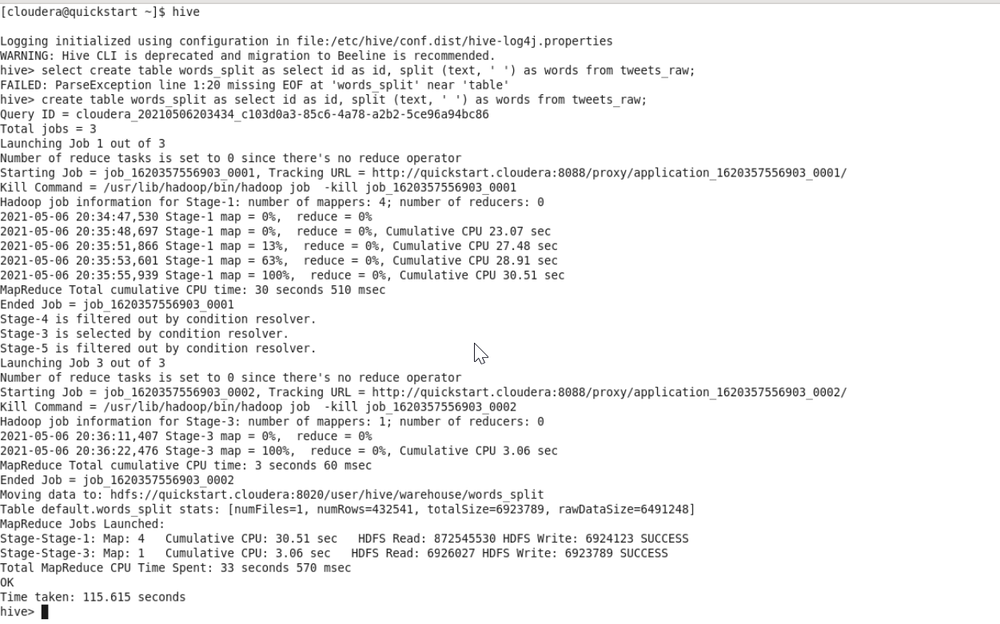 [cloudera@quickstart ~]$ hive
Logging initialized using configuration in file:/etc/hive/conf.dist/hive-log4j.properties
WARNING: Hive CLI is deprecated and migration to Beeline is recommended.
hive> select create table words_split as select id as id, split (text, ' ') as words from tweets_raw;
FAILED: ParseException line 1:20 missing EOF at 'words_split' near 'table'
hive> create table words_split as select id as id, split (text, ' ') as words from tweets_raw;
Query ID = cloudera_20210506203434_c103d0a3-85c6-4a78-a2b2-5ce96a94bc86
Total jobs = 3
Launching Job 1 out of 3
Number of reduce tasks is set to 0 since there's no reduce operator
Starting Job = job_1620357556903_0001, Tracking URL = http://quickstart.cloudera:8088/proxy/application_1620357556903_0001/
Kill Command = /usr/lib/hadoop/bin/hadoop job  -kill job_1620357556903_0001
Hadoop job information for Stage-1: number of mappers: 4; number of reducers: 0
2021-05-06 20:34:47,530 Stage-1 map = 0%,  reduce = 0%
2021-05-06 20:35:48,697 Stage-1 map = 0%,  reduce = 0%, Cumulative CPU 23.07 sec
2021-05-06 20:35:51,866 Stage-1 map = 13%,  reduce = 0%, Cumulative CPU 27.48 sec
2021-05-06 20:35:53,601 Stage-1 map = 63%,  reduce = 0%, Cumulative CPU 28.91 sec
2021-05-06 20:35:55,939 Stage-1 map = 100%,  reduce = 0%, Cumulative CPU 30.51 sec
MapReduce Total cumulative CPU time: 30 seconds 510 msec
Ended Job = job_1620357556903_0001
Stage-4 is filtered out by condition resolver.
Stage-3 is selected by condition resolver.
Stage-5 is filtered out by condition resolver.
Launching Job 3 out of 3
Number of reduce tasks is set to 0 since there's no reduce operator
Starting Job = job_1620357556903_0002, Tracking URL = http://quickstart.cloudera:8088/proxy/application_1620357556903_0002/
Kill Command = /usr/lib/hadoop/bin/hadoop job  -kill job_1620357556903_0002
Hadoop job information for Stage-3: number of mappers: 1; number of reducers: 0
2021-05-06 20:36:11,407 Stage-3 map = 0%,  reduce = 0%
2021-05-06 20:36:22,476 Stage-3 map = 100%,  reduce = 0%, Cumulative CPU 3.06 sec
MapReduce Total cumulative CPU time: 3 seconds 60 msec
Ended Job = job_1620357556903_0002
Moving data to: hdfs://quickstart.cloudera:8020/user/hive/warehouse/words_split
Table default.words_split stats: [numFiles=1, numRows=432541, totalSize=6923789, rawDataSize=6491248]
MapReduce Jobs Launched:
Stage-Stage-1: Map: 4   Cumulative CPU: 30.51 sec   HDFS Read: 872545530 HDFS Write: 6924123 SUCCESS
Stage-Stage-3: Map: 1   Cumulative CPU: 3.06 sec   HDFS Read: 6926027 HDFS Write: 6923789 SUCCESS
Total MapReduce CPU Time Spent: 33 seconds 570 msec
OK
Time taken: 115.615 seconds
hive>